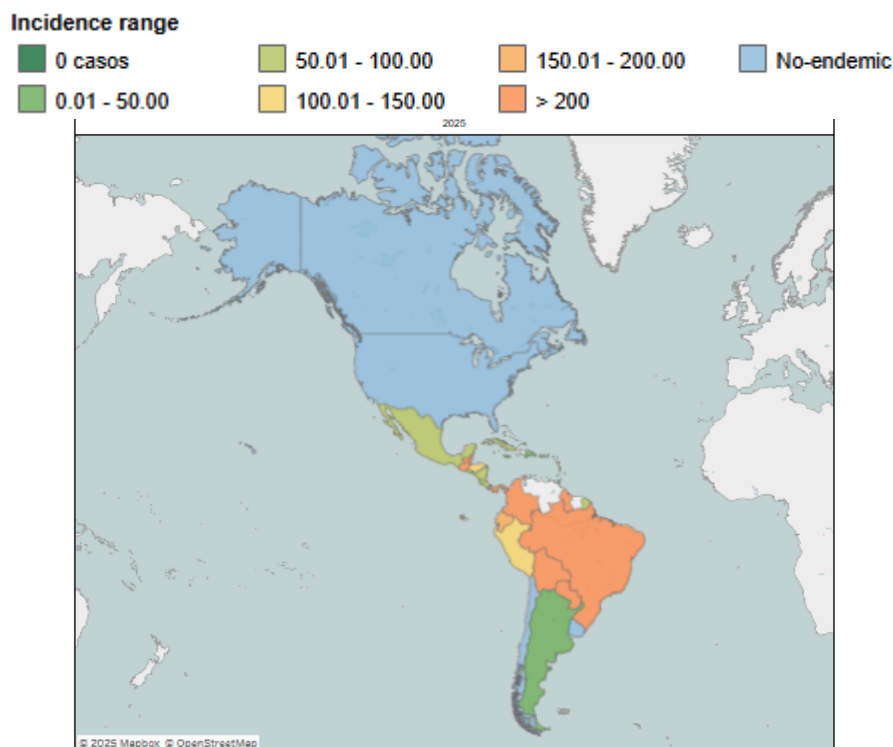 Incidence range
0 casos
50.01 - 100.00
150.01 - 200.00
No-endemic
0.01 - 50.00
100.01 - 150.00
> 200
2025
© 2025 Mapbox © OpenStreetMap